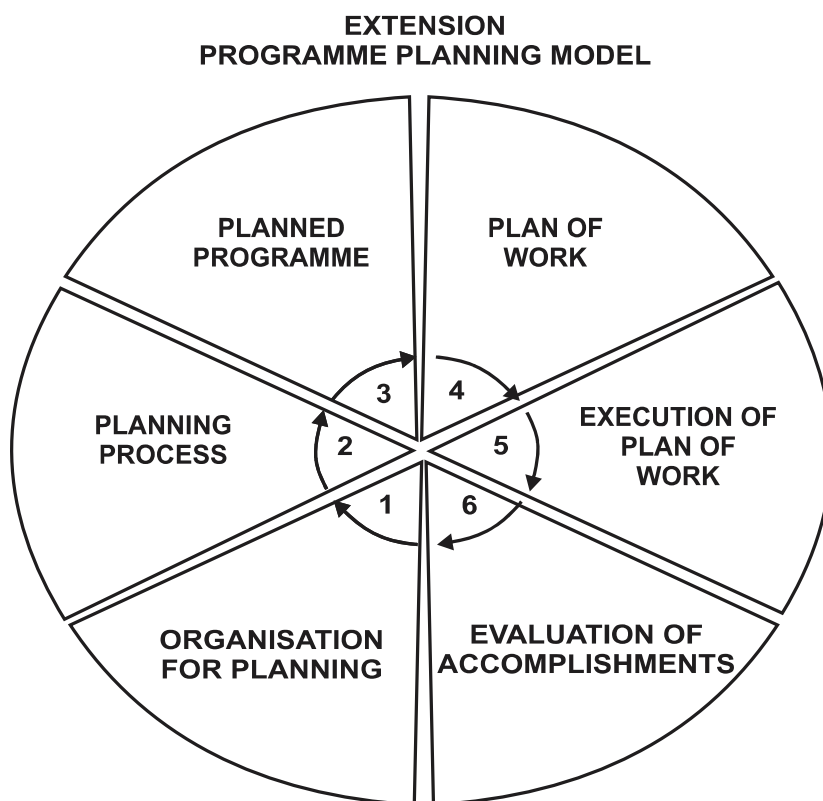 EXTENSION
PROGRAMME PLANNING MODEL
PLANNED
PROGRAMME
PLAN OF
WORK
3
4
PLANNING
PROCESS
2
5
EXECUTION OF
PLAN OF
WORK
1
6
ORGANISATION
FOR PLANNING
EVALUATION OF
ACCOMPLISHMENTS